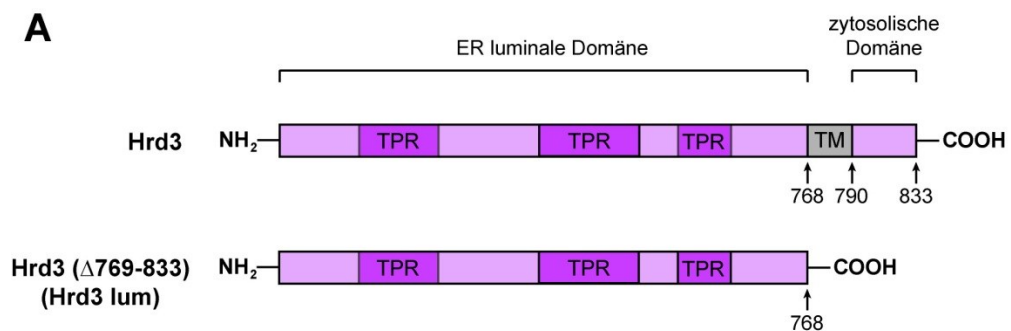 A
zytosolische
ER luminale Domäne
Domäne
Hrd3
NH₂
TPR
TPR
TPR
TM
COOH
768
790
833
Hrd3 (Δ769-833)
(Hrd3 lum)
NH₂
TPR
TPR
TPR
COOH
768